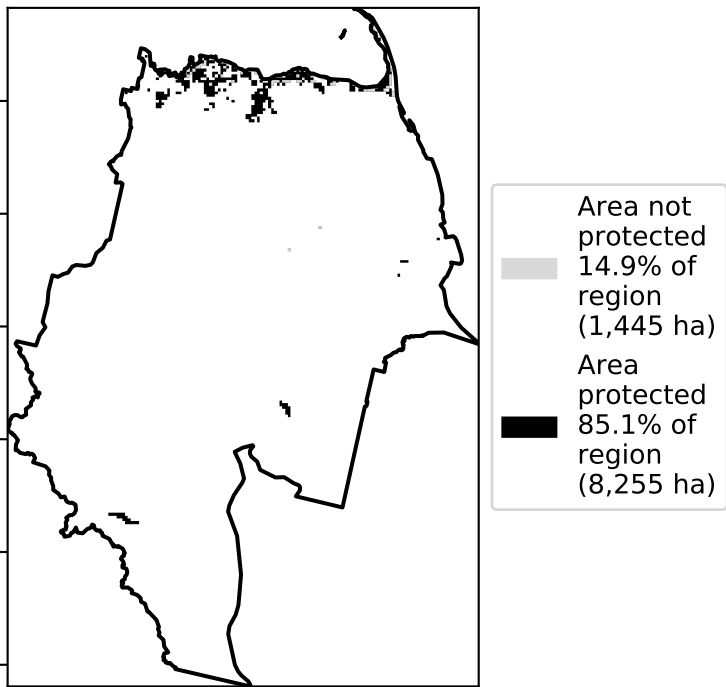 Area not
protected
14.9% of
region
(1,445 ha)
Area
protected
85.1% of
region
(8,255 ha)